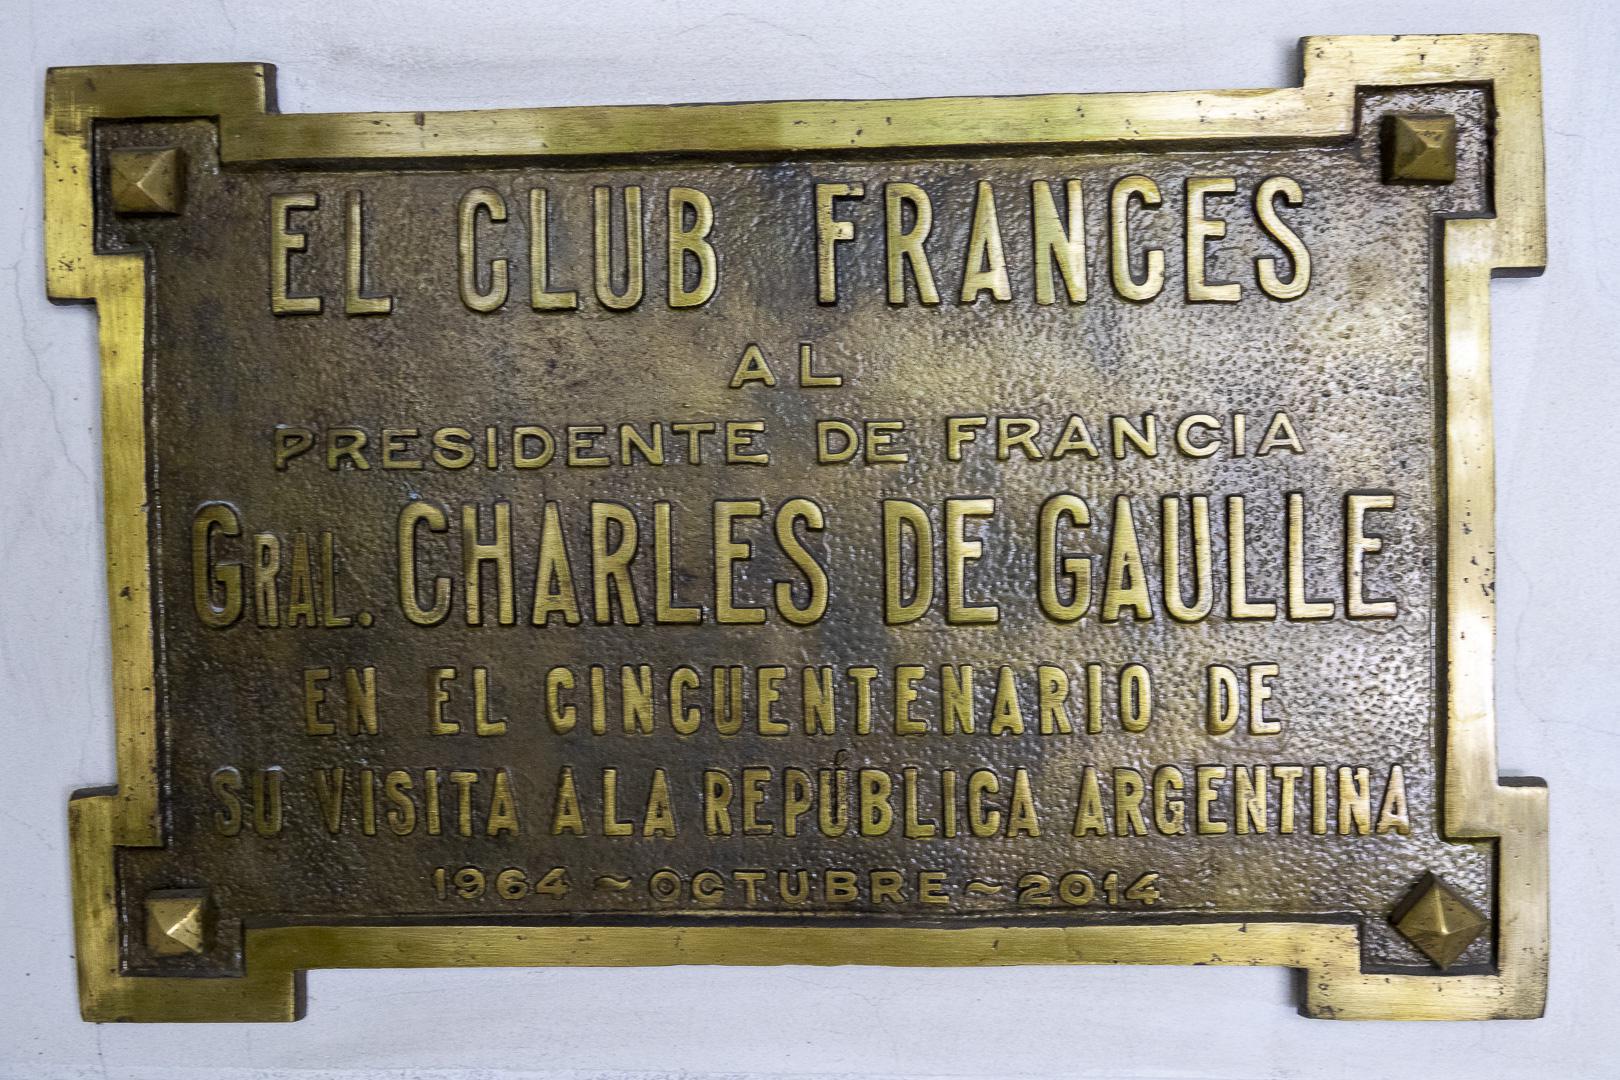 EL CLUB FRANCES
AL
PRESIDENTE DE FRANCIA
GRAL. CHARLES DE GAULLE
EN EL CINCUENTENARIO DE
SU VISITA A LA REPÚBLICA ARGENTINA
1964 ~ OCTUBRE ~ 2014